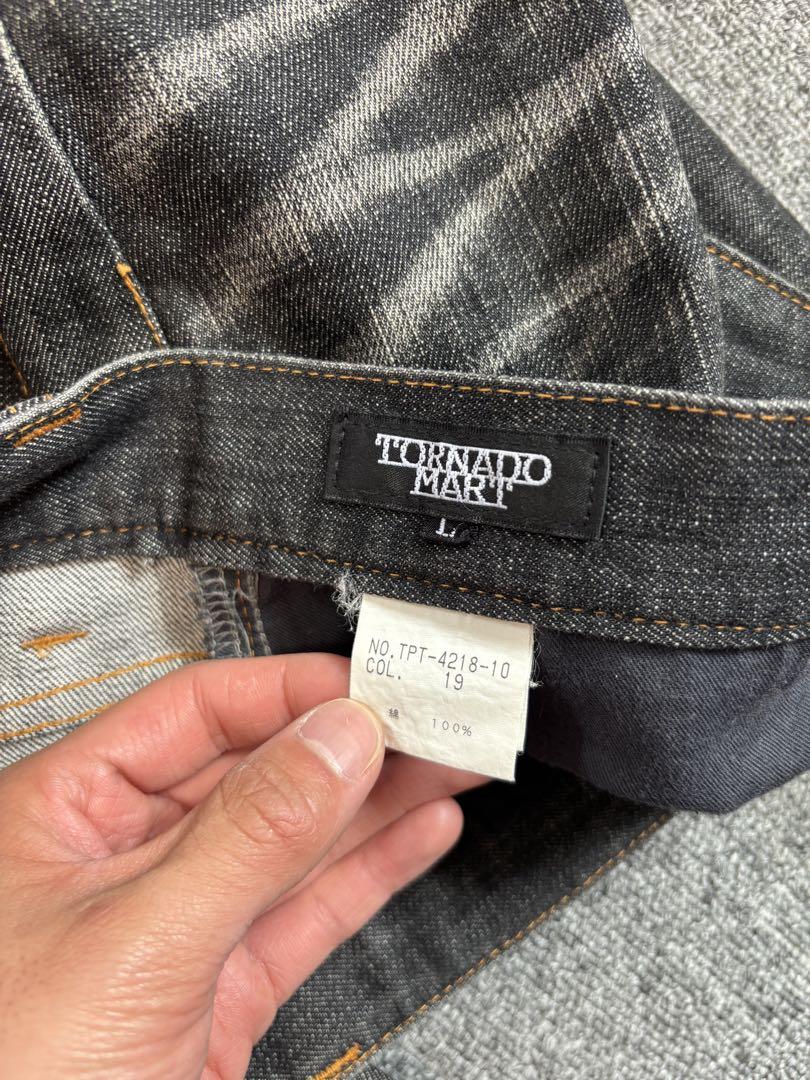 TORNADO
MART
L
NO. TPT-4218-10
COL. 19
綿 100%